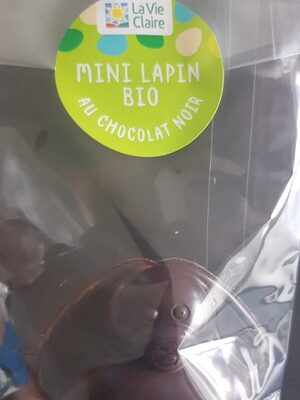 La Vie
Claire
MINI LAPIN
BIO
AU CHOCOLAT NOIR